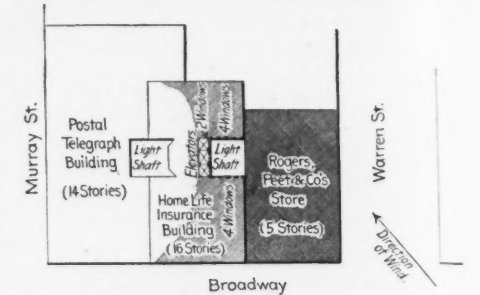 Murray St.
Postal
Telegraph
Building
(14 Stories)
Light
Shaft
Elevators
2 Windows
4 Windows
Light
Shaft
Home Life
Insurance
Building
(16 Stories)
4 Windows
Rogers,
Peet & Co's
Store
(5 Stories)
Warren St.
Direction
of Wind.
Broadway